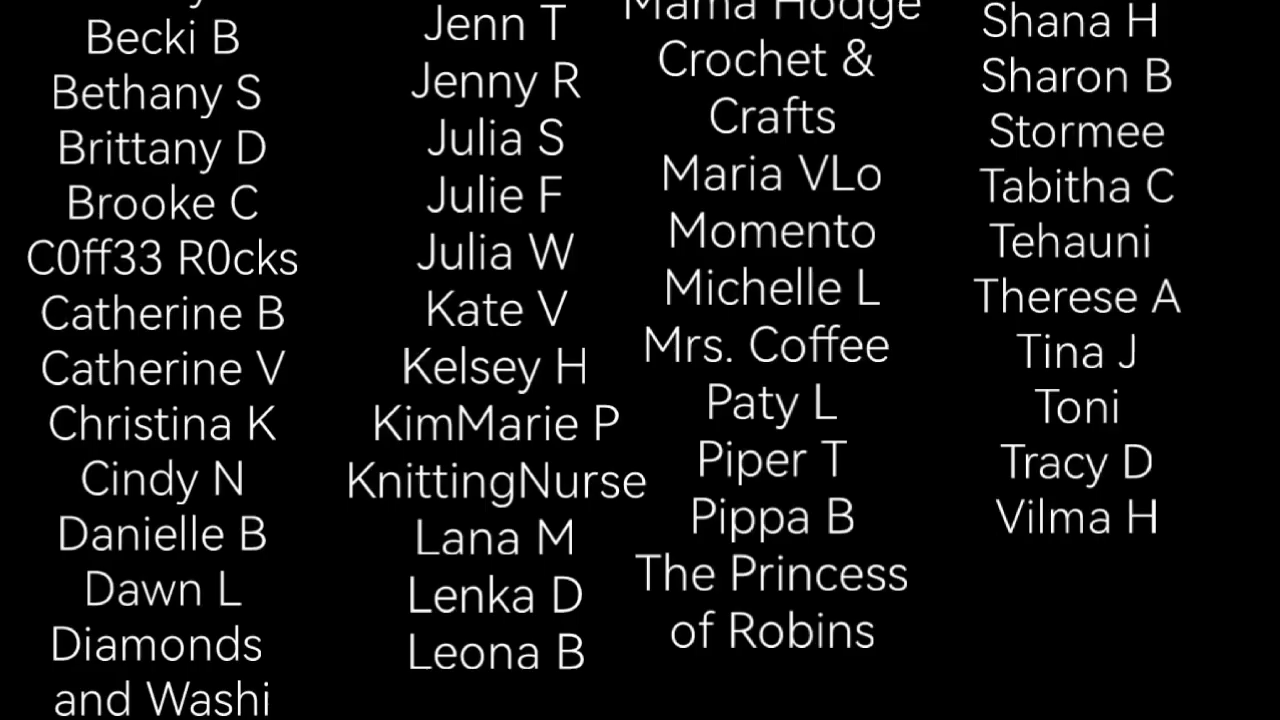 Becki B
Bethany S
Brittany D
Brooke C
C0ff33 R0cks
Catherine B
Catherine V
Christina K
Cindy N
Danielle B
Dawn L
Diamonds
and Washi
Jenn T
Jenny R
Julia S
Julie F
Julia W
Kate V
Kelsey H
KimMarie P
KnittingNurse
Lana M
Lenka D
Leona B
Mama Hodge
Crochet &
Crafts
Maria VLo
Momento
Michelle L
Mrs. Coffee
Paty L
Piper T
Pippa B
The Princess
of Robins
Shana H
Sharon B
Stormee
Tabitha C
Tehauni
Therese A
Tina J
Toni
Tracy D
Vilma H